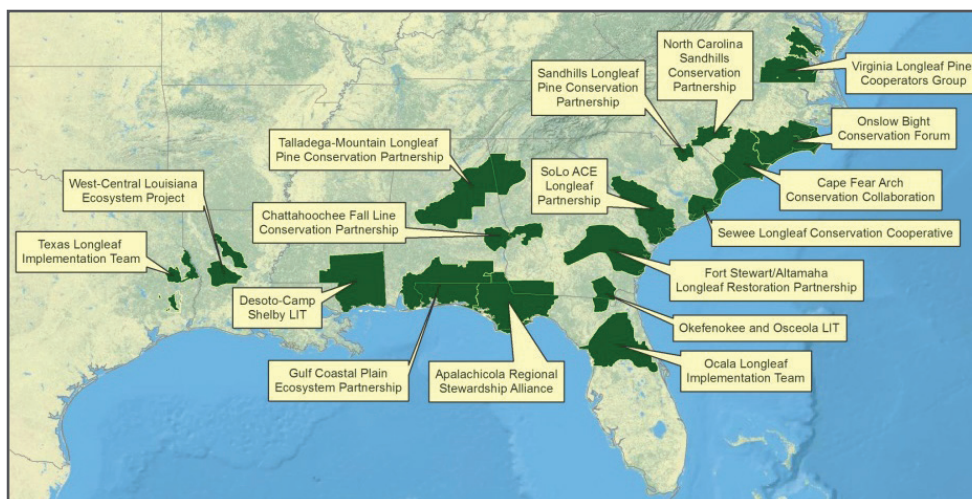 North Carolina
Sandhills
Conservation
Partnership
Sandhills Longleaf
Pine Conservation
Partnership
Virginia Longleaf Pine
Cooperators Group
Onslow Bight
Conservation Forum
Talladega-Mountain Longleaf
Pine Conservation Partnership
SoLo ACE
Longleaf
Partnership
Cape Fear Arch
Conservation Collaboration
West-Central Louisiana
Ecosystem Project
Chattahoochee Fall Line
Conservation Partnership
Sewee Longleaf Conservation Cooperative
Texas Longleaf
Implementation Team
Fort Stewart/Altamaha
Longleaf Restoration Partnership
Desoto-Camp
Shelby LIT
Okefenokee and Osceola LIT
Gulf Coastal Plain
Ecosystem Partnership
Apalachicola Regional
Stewardship Alliance
Ocala Longleaf
Implementation Team